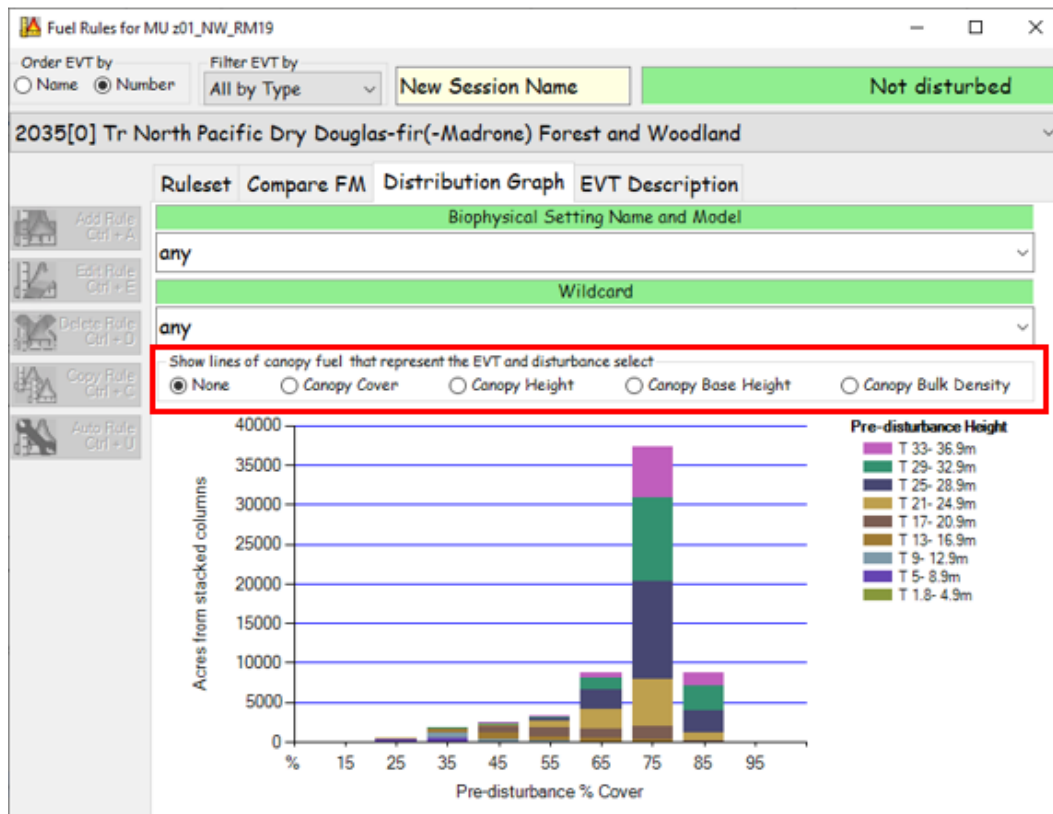 Fuel Rules for MU z01_NW_RM19
Order EVT by
Name Number
Filter EVT by
All by Type
New Session Name
Not disturbed
2035[0] Tr North Pacific Dry Douglas-fir(-Madrone) Forest and Woodland
Ruleset Compare FM Distribution Graph EVT Description
Add Rule
Ctrl + A
Edit Rule
Ctrl + E
Delete Rule
Ctrl + D
Copy Rule
Ctrl + C
Auto Rule
Ctrl + U
Biophysical Setting Name and Model
any
Wildcard
any
Show lines of canopy fuel that represent the EVT and disturbance select
None Canopy Cover Canopy Height Canopy Base Height Canopy Bulk Density
Acres from stacked columns
40000
35000
30000
25000
20000
15000
10000
5000
0
% 15 25 35 45 55 65 75 85 95
Pre-disturbance % Cover
Pre-disturbance Height
T 33- 36.9m
T 29- 32.9m
T 25- 28.9m
T 21- 24.9m
T 17- 20.9m
T 13- 16.9m
T 9- 12.9m
T 5- 8.9m
T 1.8- 4.9m